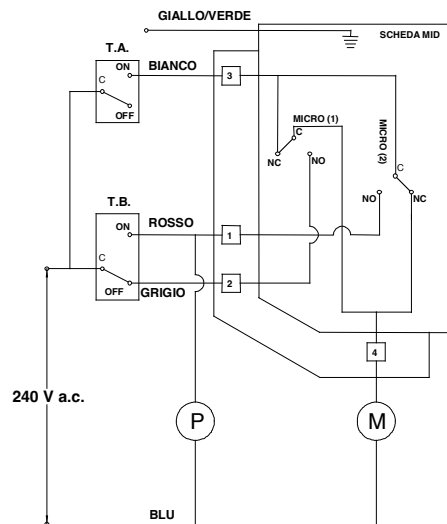 GIALLO/VERDE
SCHEDA MID
T.A.
ON
BIANCO
3
C
OFF
MICRO (1)
C
NC
NO
MICRO (2)
C
NO
NC
T.B.
ROSSO
ON
1
C
OFF
GRIGIO
2
4
240 V a.c.
P
M
BLU